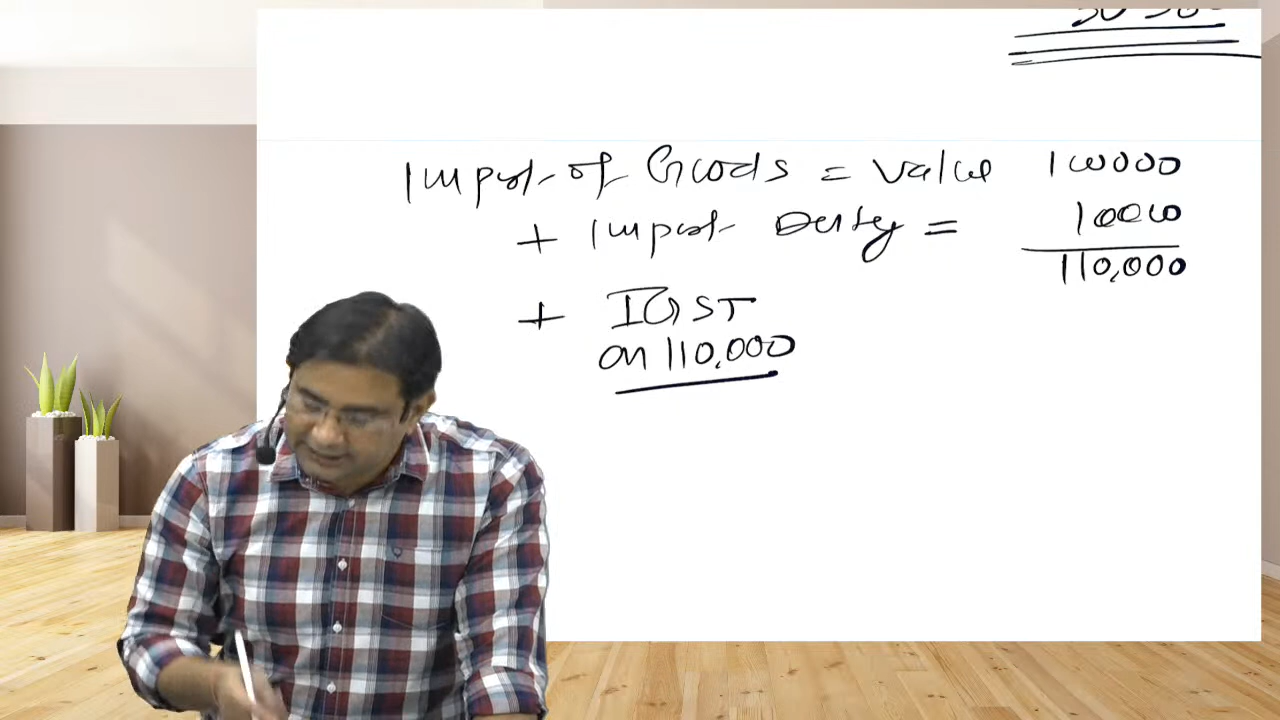 Import of Goods = value 100000
+ Import Duty = 10000
110,000
+ IGST
on 110,000